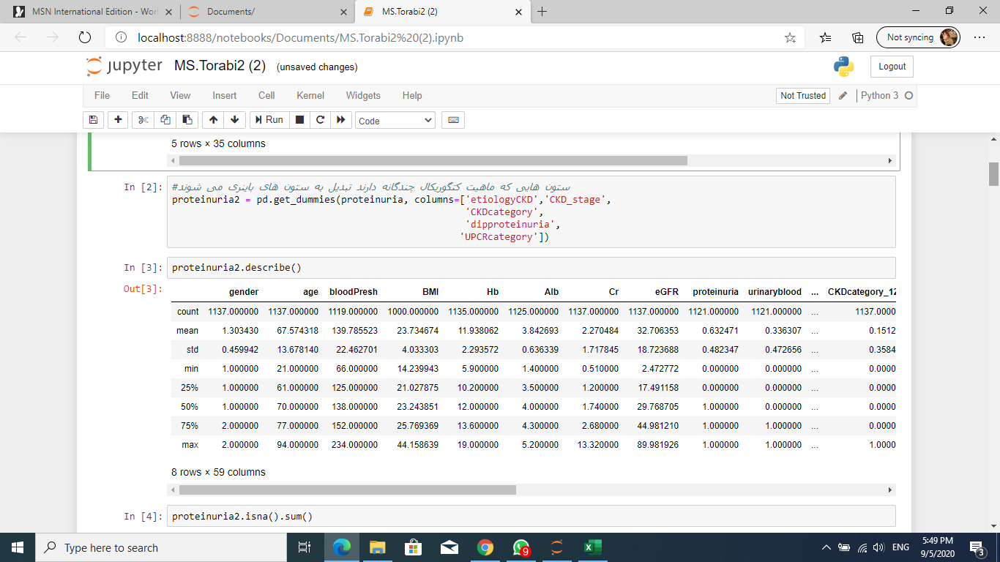 MSN International Edition - Worl
Documents/
MS.Torabi2 (2)
localhost:8888/notebooks/Documents/MS.Torabi2%20(2).ipynb
Not syncing
jupyter MS.Torabi2 (2) (unsaved changes)
Logout
File Edit View Insert Cell Kernel Widgets Help
Not Trusted
Python 3
Run
Code
5 rows × 35 columns
In [2]:
#ستون هایی که ماهیت کتگوریکال چندگانه دارند تبدیل به ستون های باینری می شوند
proteinuria2 = pd.get_dummies(proteinuria, columns=['etiologyCKD','CKD_stage',
'CKDcategory',
'dipproteinuria',
'UPCRcategory'])
In [3]: proteinuria2.describe()
Out[3]:
gender age bloodPresh BMI Hb Alb Cr eGFR proteinuria urinaryblood ... CKDcategory_12
count 1137.000000 1137.000000 1119.000000 1000.000000 1135.000000 1125.000000 1137.000000 1137.000000 1121.000000 1121.000000 ... 1137.0000
mean 1.303430 67.574318 139.785523 23.734674 11.938062 3.842693 2.270484 32.706353 0.632471 0.336307 ... 0.1512
std 0.459942 13.678140 22.462701 4.033303 2.293572 0.636339 1.717845 18.723688 0.482347 0.472656 ... 0.3584
min 1.000000 21.000000 66.000000 14.239943 5.900000 1.400000 0.510000 2.472772 0.000000 0.000000 ... 0.0000
25% 1.000000 61.000000 125.000000 21.027875 10.200000 3.500000 1.200000 17.491158 0.000000 0.000000 ... 0.0000
50% 1.000000 70.000000 138.000000 23.243851 12.000000 4.000000 1.740000 29.768705 1.000000 0.000000 ... 0.0000
75% 2.000000 77.000000 152.000000 25.769369 13.600000 4.300000 2.680000 44.981210 1.000000 1.000000 ... 0.0000
max 2.000000 94.000000 234.000000 44.158639 19.000000 5.200000 13.320000 89.981926 1.000000 1.000000 ... 1.0000
8 rows × 59 columns
In [4]: proteinuria2.isna().sum()
Type here to search
9
ENG
5:49 PM
9/5/2020
3